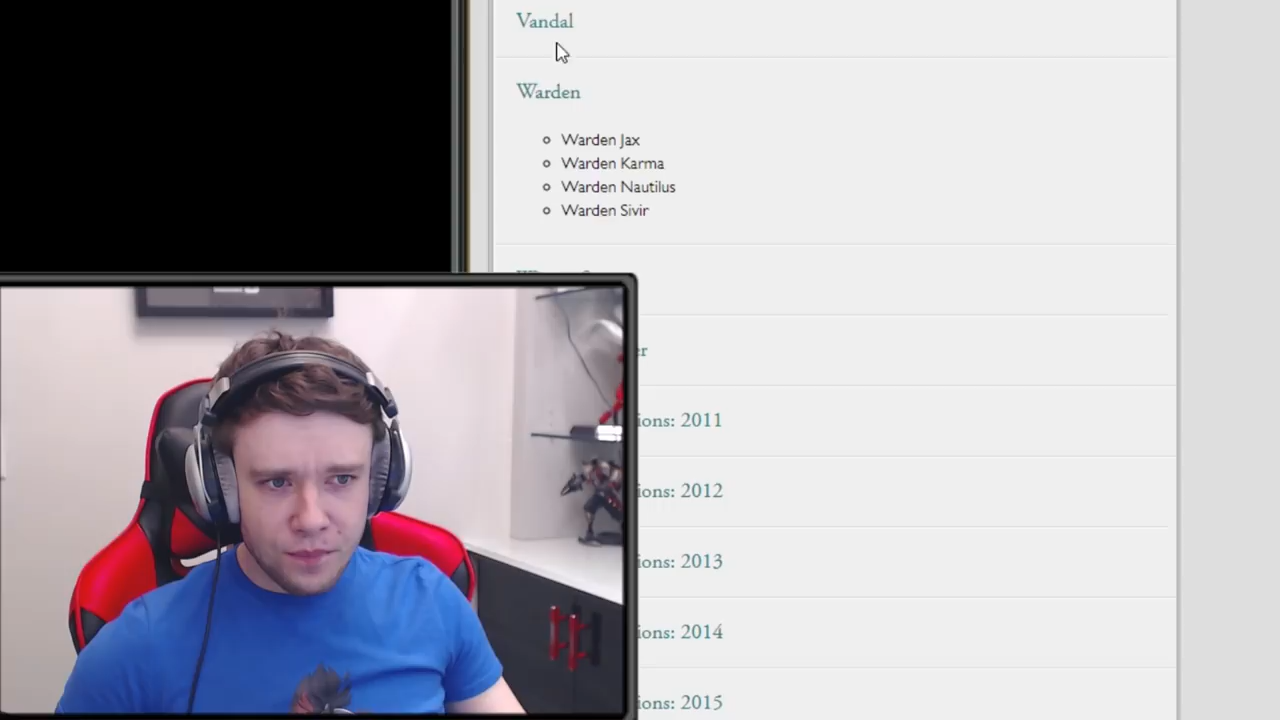 Vandal
Warden
Warden Jax
Warden Karma
Warden Nautilus
Warden Sivir
er
ions: 2011
ions: 2012
ions: 2013
ions: 2014
ions: 2015